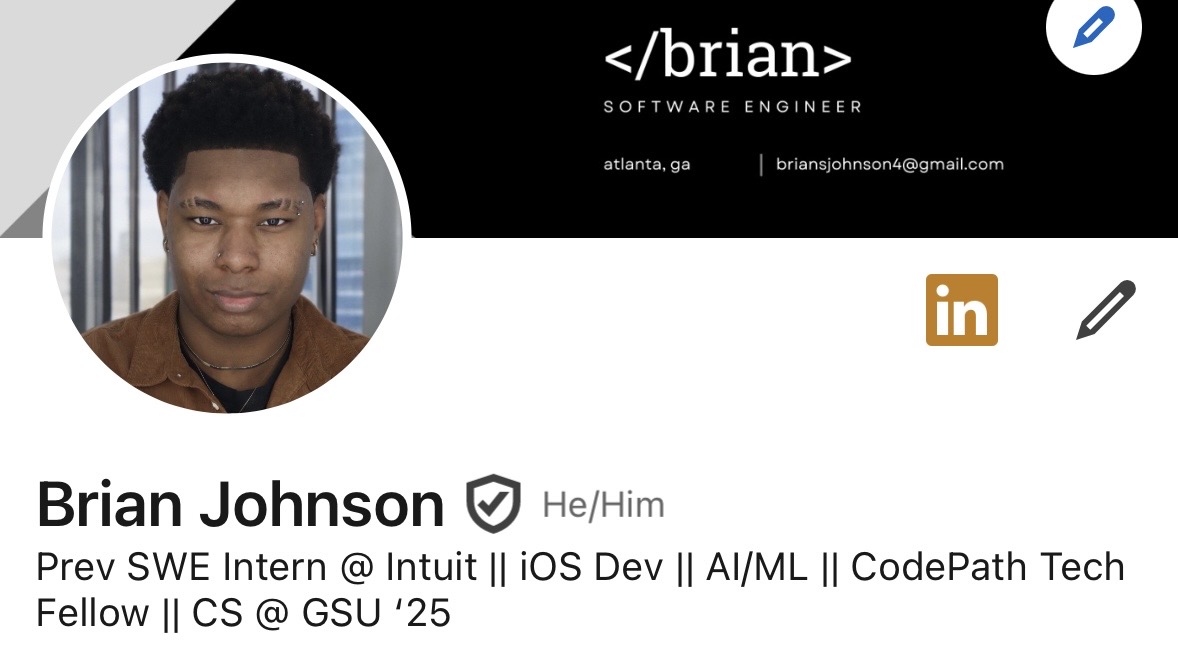 </brian>
SOFTWARE ENGINEER
atlanta, ga | briansjohnson4@gmail.com
in
Brian Johnson He/Him
Prev SWE Intern @ Intuit || iOS Dev || AI/ML || CodePath Tech
Fellow || CS @ GSU ‘25